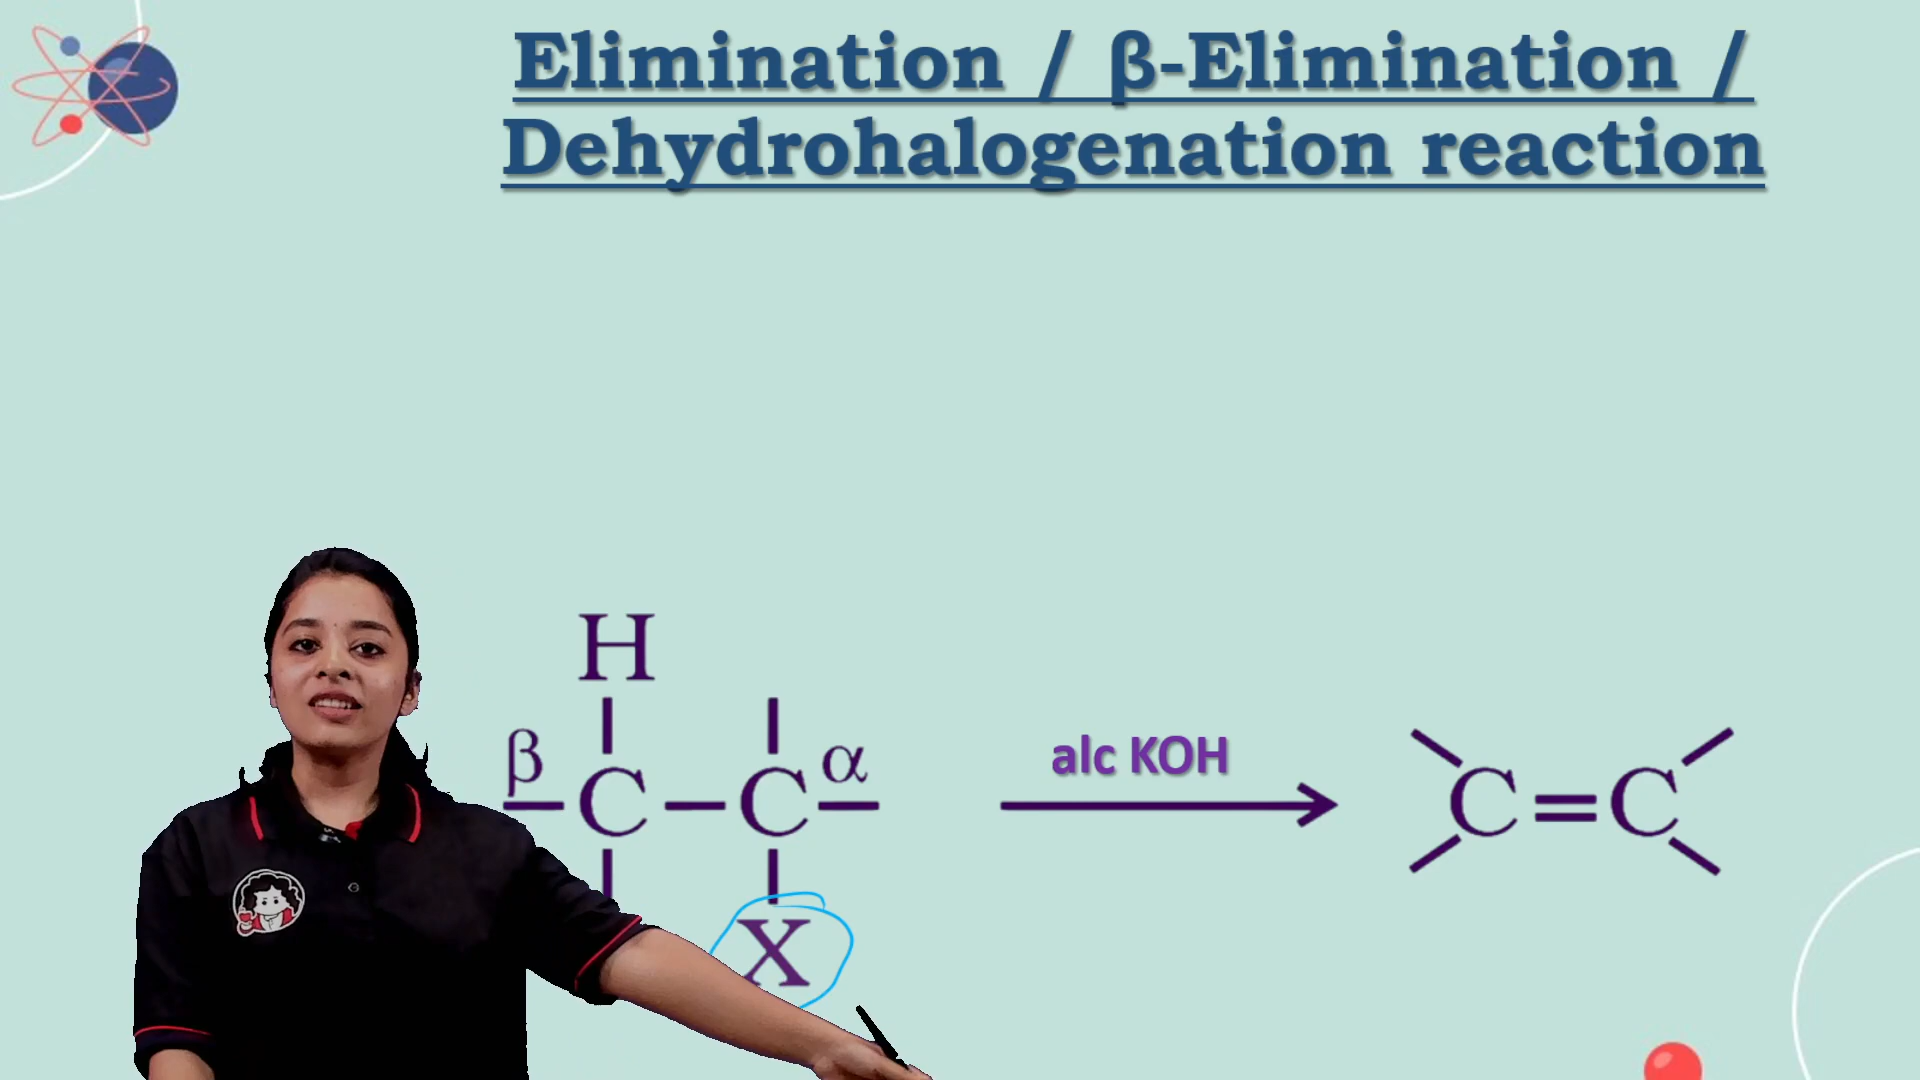 Elimination / β-Elimination /
Dehydrohalogenation reaction
H
β C C α
alc KOH
C = C
X